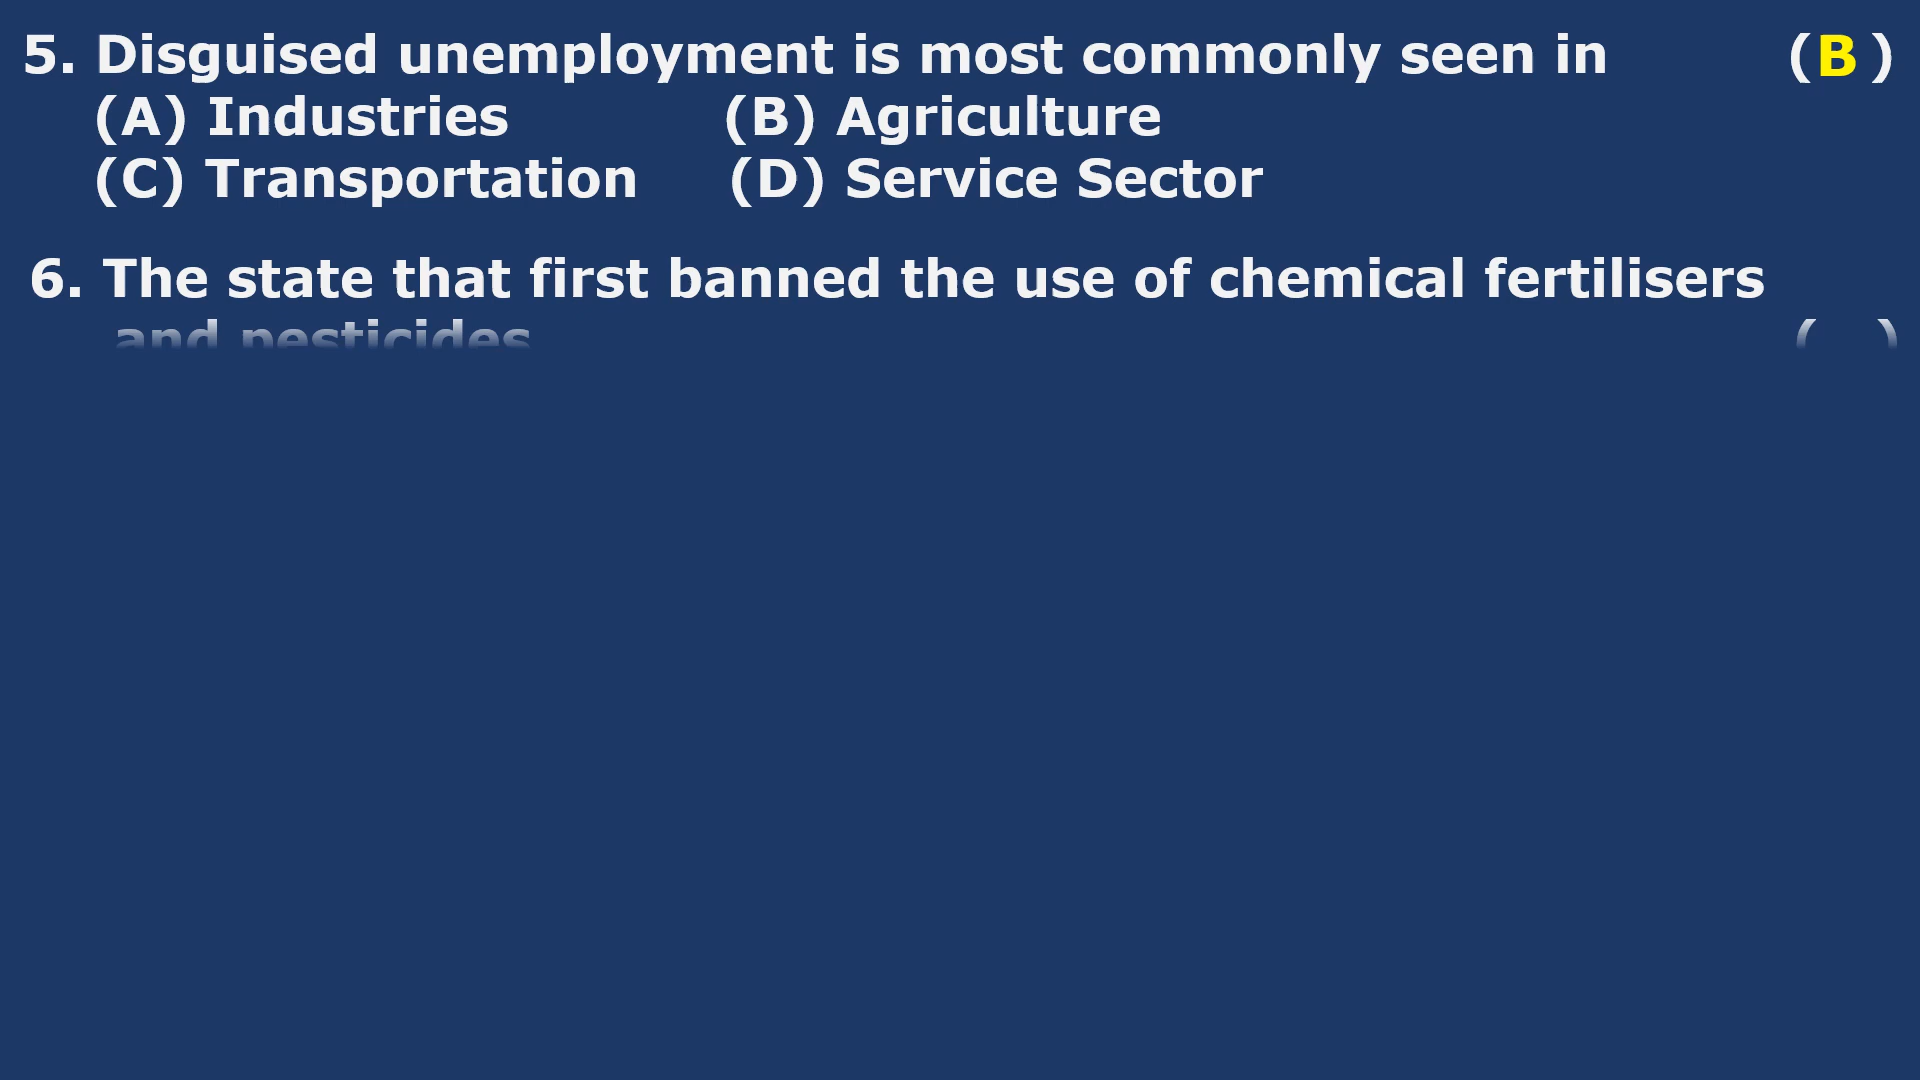 5. Disguised unemployment is most commonly seen in (B)
(A) Industries (B) Agriculture
(C) Transportation (D) Service Sector
6. The state that first banned the use of chemical fertilisers
and pesticides ( )